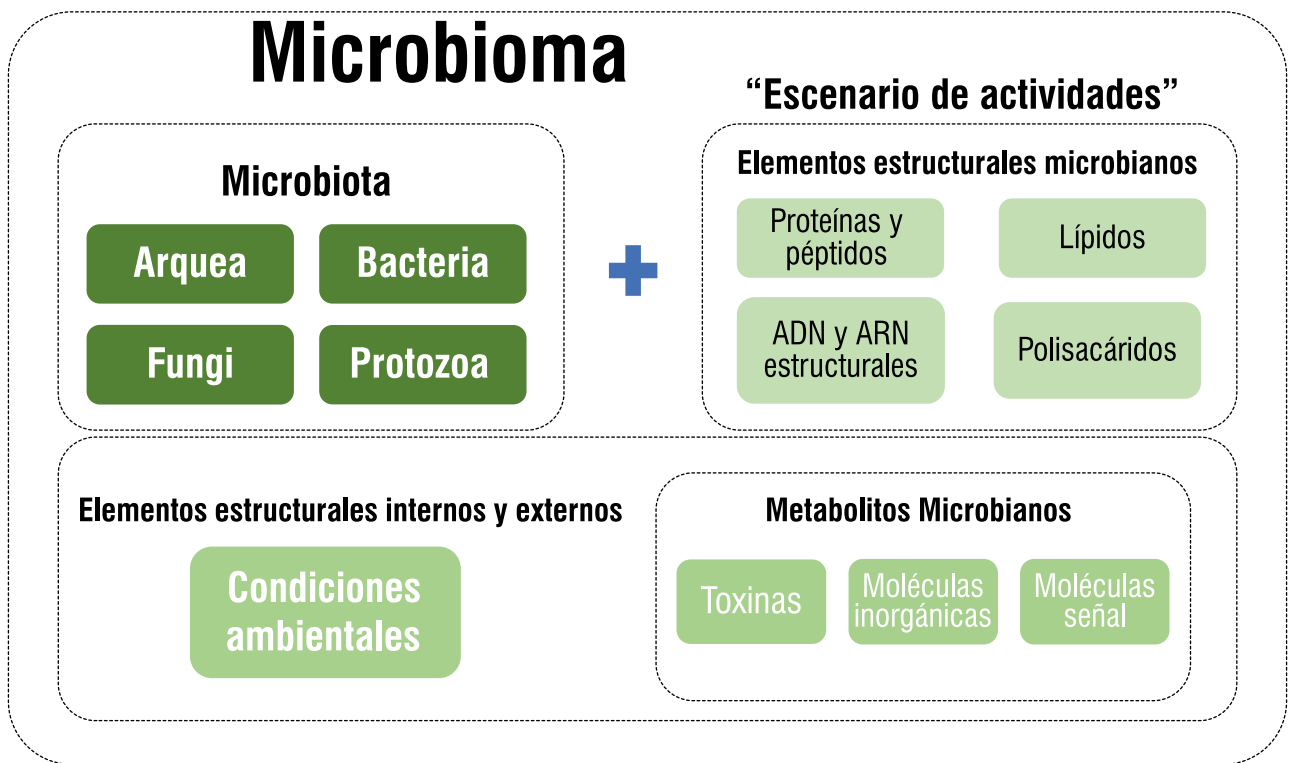 Microbioma
“Escenario de actividades”
Microbiota
Arquea
Bacteria
Fungi
Protozoa
Elementos estructurales microbianos
Proteínas y
péptidos
Lípidos
ADN y ARN
estructurales
Polisacáridos
Elementos estructurales internos y externos
Condiciones
ambientales
Metabolitos Microbianos
Toxinas
Moléculas
inorgánicas
Moléculas
señal